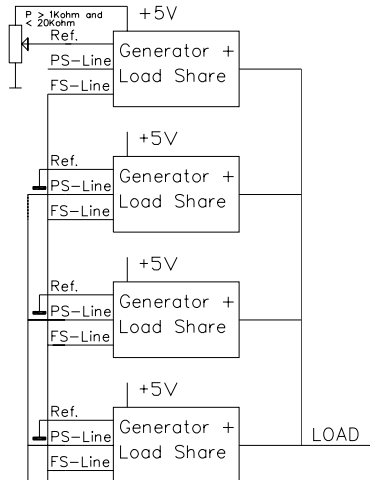 P > 1Kohm and
< 20Kohm
+5V
Ref.
PS-Line
FS-Line
Generator +
Load Share
+5V
Ref.
PS-Line
FS-Line
Generator +
Load Share
+5V
Ref.
PS-Line
FS-Line
Generator +
Load Share
+5V
Ref.
PS-Line
FS-Line
Generator +
Load Share
LOAD